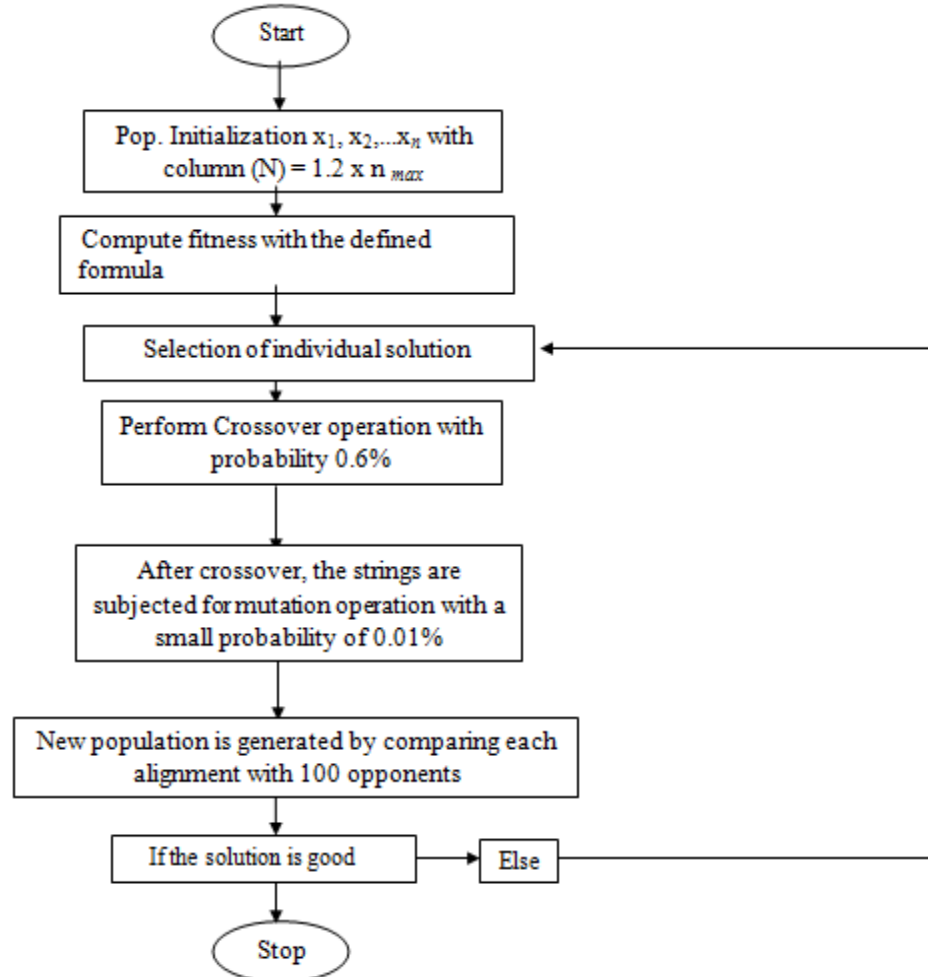 Start
Pop. Initialization x₁, x₂,...xₙ with
column (N) = 1.2 x n max
Compute fitness with the defined
formula
Selection of individual solution
Perform Crossover operation with
probability 0.6%
After crossover, the strings are
subjected for mutation operation with a
small probability of 0.01%
New population is generated by comparing each
alignment with 100 opponents
If the solution is good
Else
Stop